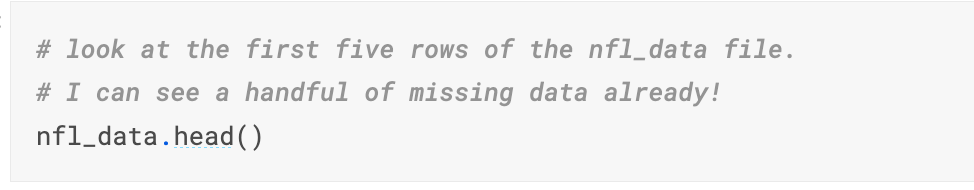 # look at the first five rows of the nfl_data file.
# I can see a handful of missing data already!
nfl_data.head()